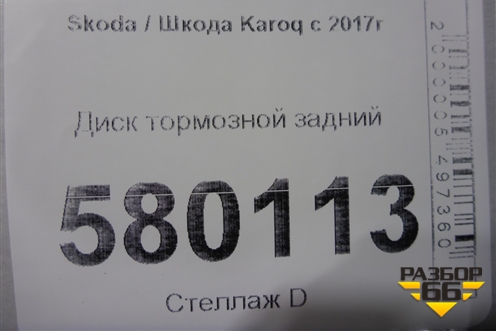 Skoda / Шкода Karoq с 2017г
Диск тормозной задний
580113
Стеллаж D
2000005497360
РАЗБОР
66